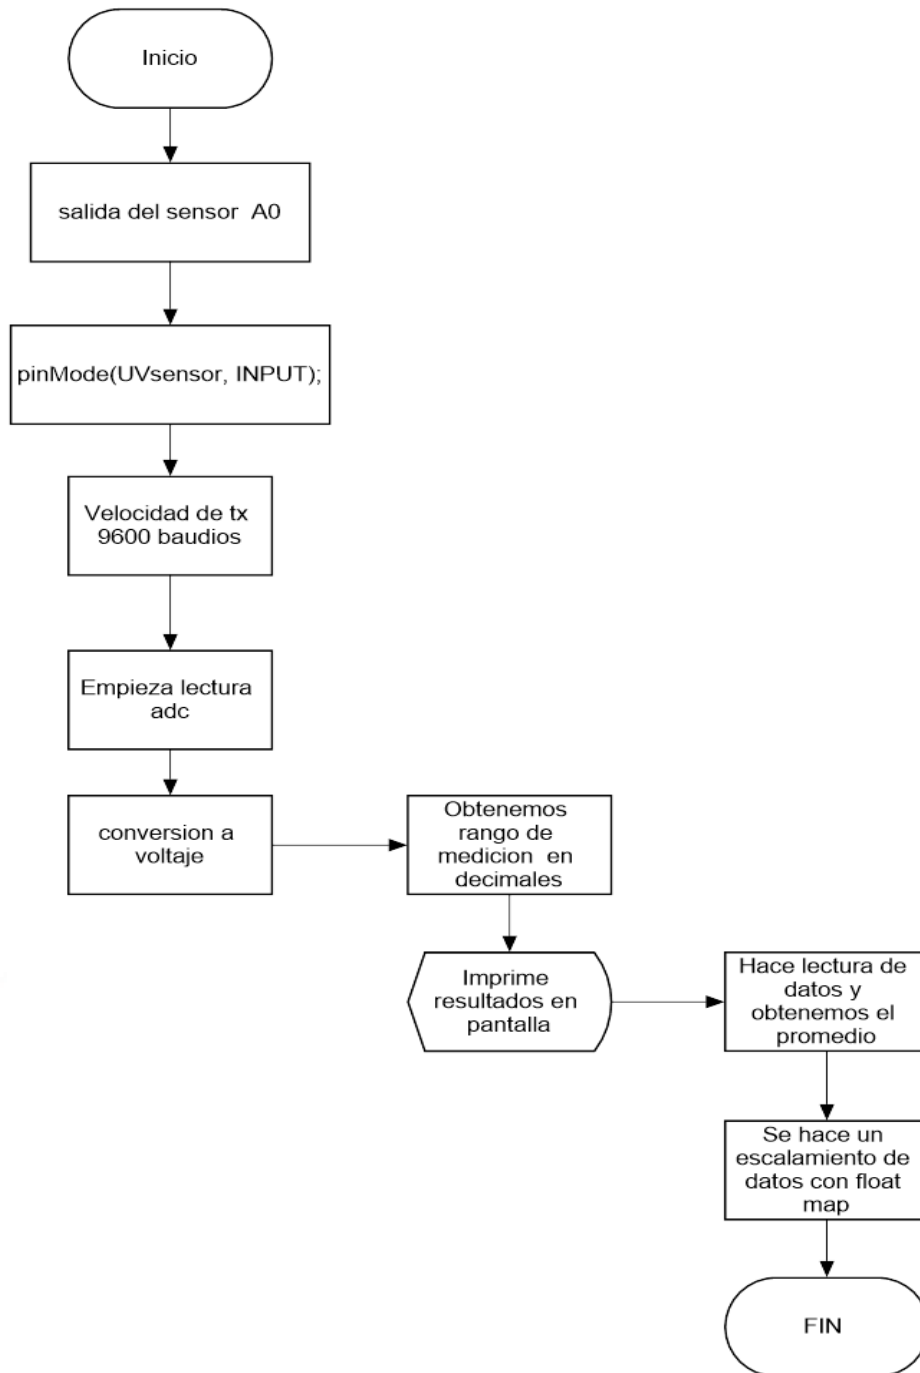 Inicio
salida del sensor A0
pinMode(UVsensor, INPUT);
Velocidad de tx
9600 baudios
Empieza lectura
adc
conversion a
voltaje
Obtenemos
rango de
medicion en
decimales
Imprime
resultados en
pantalla
Hace lectura de
datos y
obtenemos el
promedio
Se hace un
escalamiento de
datos con float
map
FIN